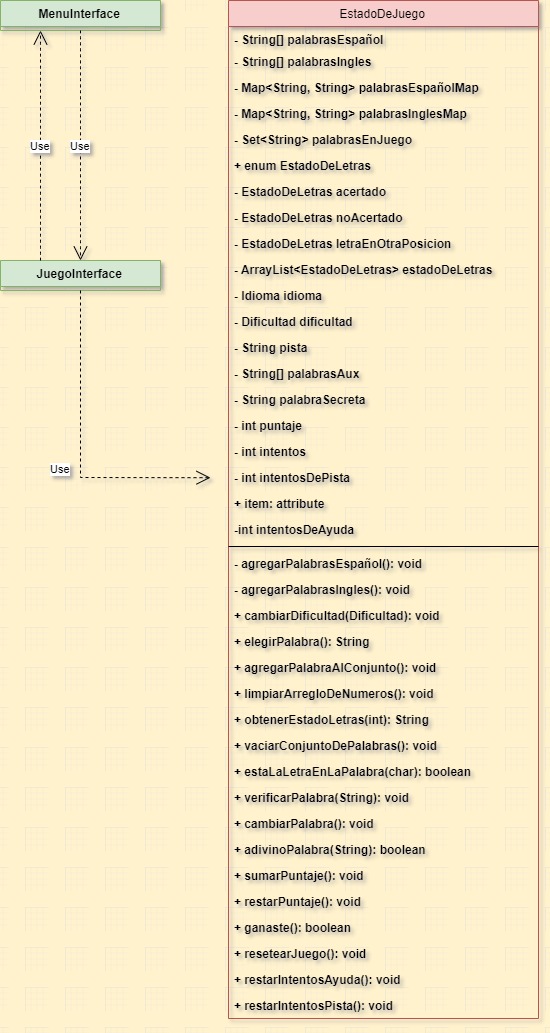 MenuInterface
Use
Use
JuegoInterface
Use
EstadoDeJuego
- String[] palabrasEspañol
- String[] palabrasIngles
- Map<String, String> palabrasEspañolMap
- Map<String, String> palabrasInglesMap
- Set<String> palabrasEnJuego
+ enum EstadoDeLetras
- EstadoDeLetras acertado
- EstadoDeLetras noAcertado
- EstadoDeLetras letraEnOtraPosicion
- ArrayList<EstadoDeLetras> estadoDeLetras
- Idioma idioma
- Dificultad dificultad
- String pista
- String[] palabrasAux
- String palabraSecreta
- int puntaje
- int intentos
- int intentosDePista
+ item: attribute
-int intentosDeAyuda
- agregarPalabrasEspañol(): void
- agregarPalabrasIngles(): void
+ cambiarDificultad(Dificultad): void
+ elegirPalabra(): String
+ agregarPalabraAlConjunto(): void
+ limpiarArregloDeNumeros(): void
+ obtenerEstadoLetras(int): String
+ vaciarConjuntoDePalabras(): void
+ estaLaLetraEnLaPalabra(char): boolean
+ verificarPalabra(String): void
+ cambiarPalabra(): void
+ adivinoPalabra(String): boolean
+ sumarPuntaje(): void
+ restarPuntaje(): void
+ ganaste(): boolean
+ resetearJuego(): void
+ restarIntentosAyuda(): void
+ restarIntentosPista(): void